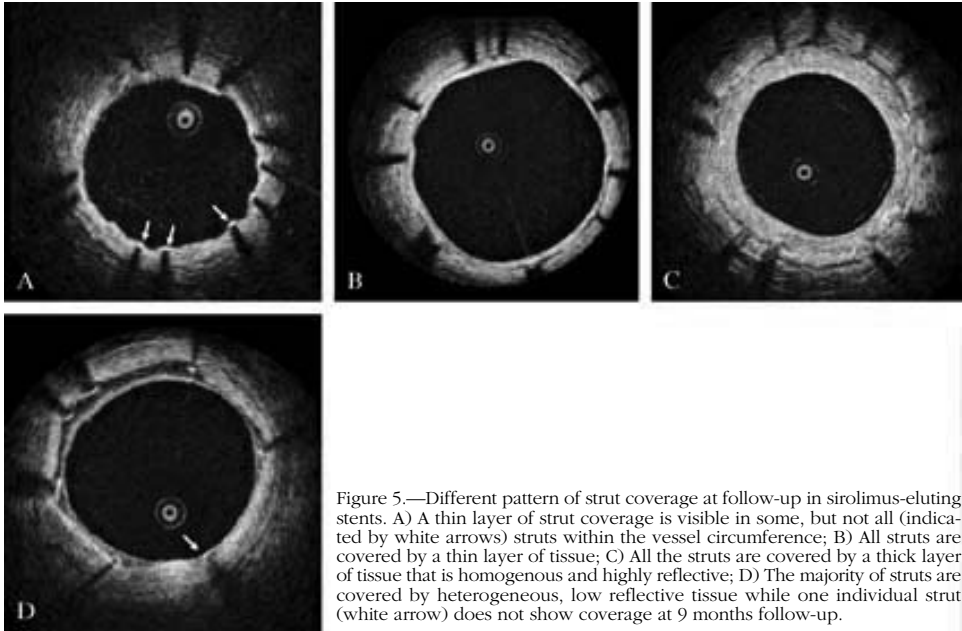 A
B
C
D
Figure 5.—Different pattern of strut coverage at follow-up in sirolimus-eluting
stents. A) A thin layer of strut coverage is visible in some, but not all (indica-
ted by white arrows) struts within the vessel circumference; B) All struts are
covered by a thin layer of tissue; C) All the struts are covered by a thick layer
of tissue that is homogenous and highly reflective; D) The majority of struts are
covered by heterogeneous, low reflective tissue while one individual strut
(white arrow) does not show coverage at 9 months follow-up.